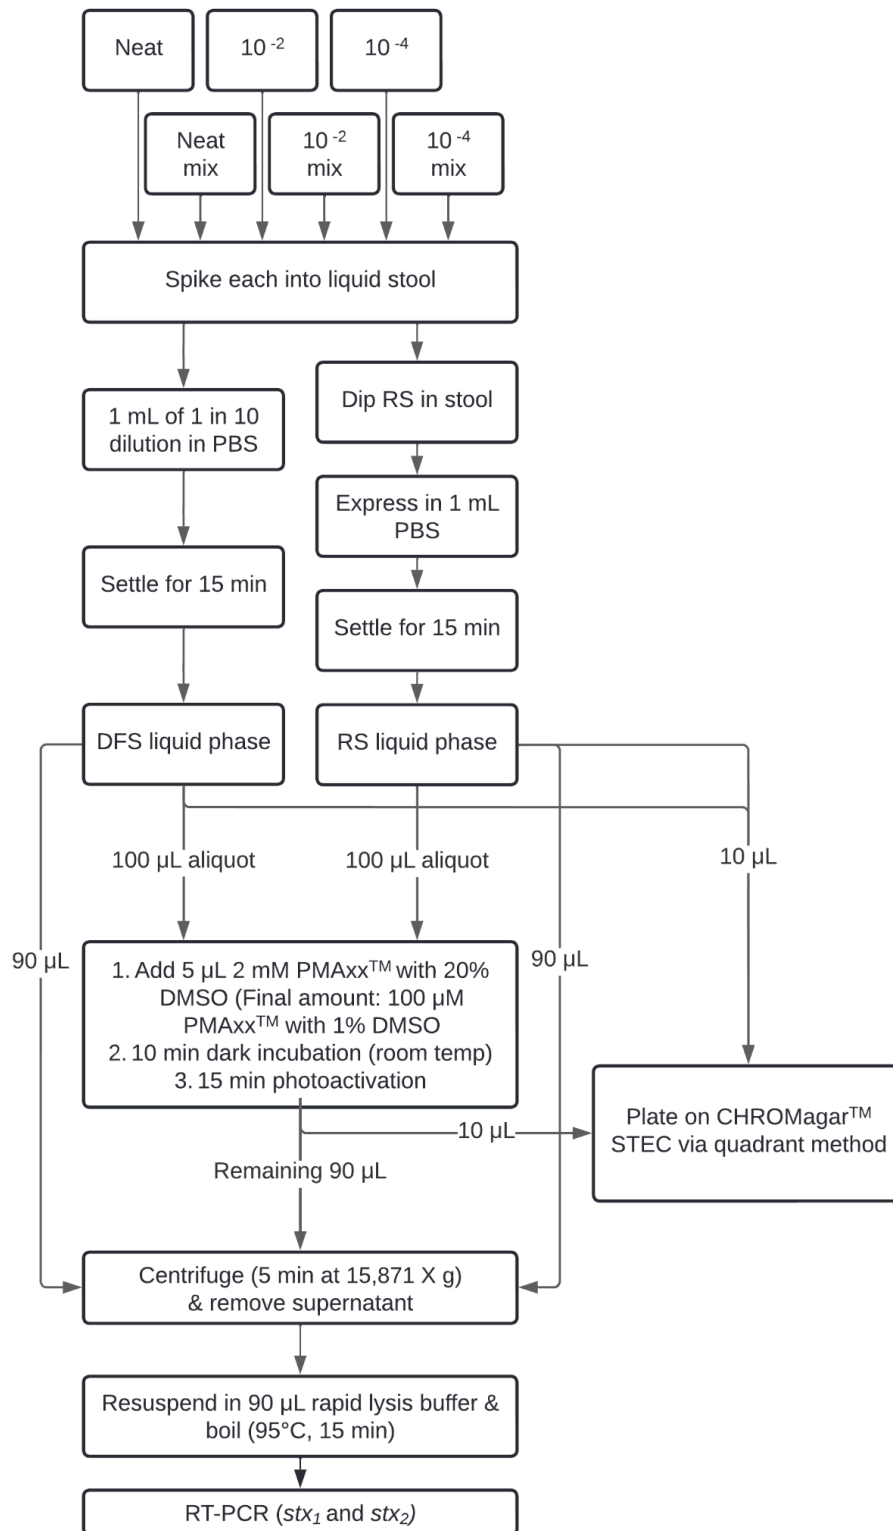 Neat
10 -2
10 -4
Neat
mix
10 -2
mix
10 -4
mix
Spike each into liquid stool
1 mL of 1 in 10
dilution in PBS
Dip RS in stool
Express in 1 mL
PBS
Settle for 15 min
Settle for 15 min
DFS liquid phase
RS liquid phase
100 µL aliquot
100 µL aliquot
10 µL
90 µL
90 µL
1. Add 5 µL 2 mM PMAxx™ with 20%
DMSO (Final amount: 100 µM
PMAxx™ with 1% DMSO
2. 10 min dark incubation (room temp)
3. 15 min photoactivation
10 µL
Plate on CHROMagar™
STEC via quadrant method
Remaining 90 µL
Centrifuge (5 min at 15,871 X g)
& remove supernatant
Resuspend in 90 µL rapid lysis buffer &
boil (95°C, 15 min)
RT-PCR (stx1 and stx2)